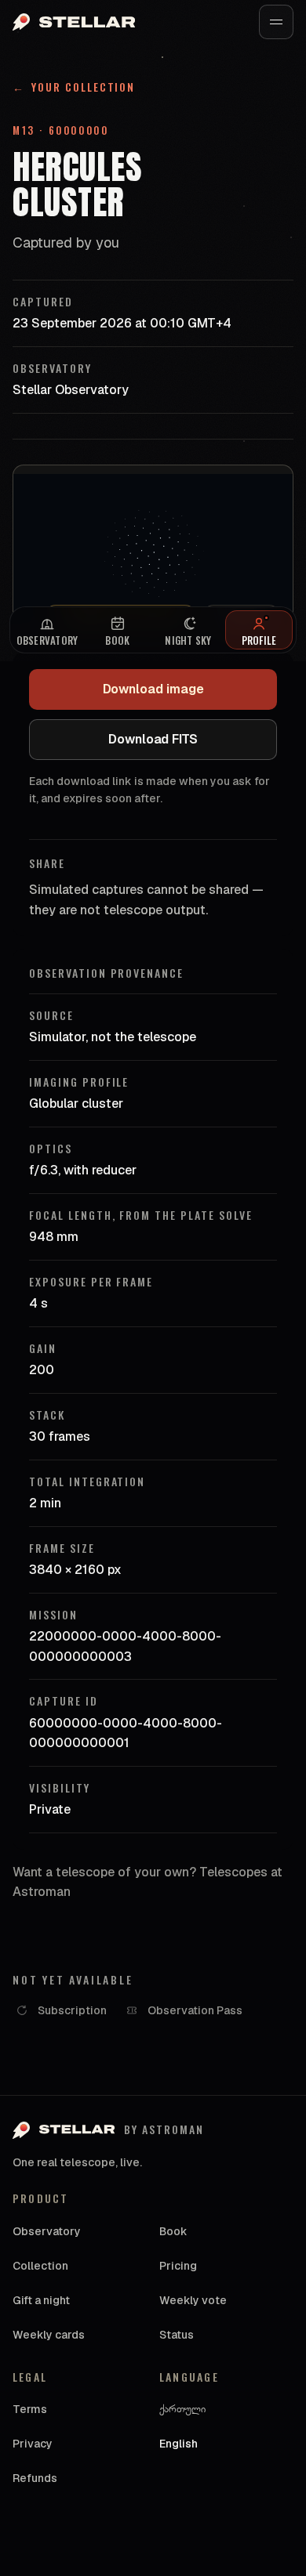 STELLAR
← YOUR COLLECTION
M13 · 60000000
HERCULES
CLUSTER
Captured by you
CAPTURED
23 September 2026 at 00:10 GMT+4
OBSERVATORY
Stellar Observatory
OBSERVATORY
BOOK
NIGHT SKY
PROFILE
Download image
Download FITS
Each download link is made when you ask for
it, and expires soon after.
SHARE
Simulated captures cannot be shared —
they are not telescope output.
OBSERVATION PROVENANCE
SOURCE
Simulator, not the telescope
IMAGING PROFILE
Globular cluster
OPTICS
f/6.3, with reducer
FOCAL LENGTH, FROM THE PLATE SOLVE
948 mm
EXPOSURE PER FRAME
4 s
GAIN
200
STACK
30 frames
TOTAL INTEGRATION
2 min
FRAME SIZE
3840 × 2160 px
MISSION
22000000-0000-4000-8000-
000000000003
CAPTURE ID
60000000-0000-4000-8000-
000000000001
VISIBILITY
Private
Want a telescope of your own? Telescopes at
Astroman
NOT YET AVAILABLE
Subscription
Observation Pass
STELLAR BY ASTROMAN
One real telescope, live.
PRODUCT
Observatory
Book
Collection
Pricing
Gift a night
Weekly vote
Weekly cards
Status
LEGAL
LANGUAGE
Terms
ქართული
Privacy
English
Refunds